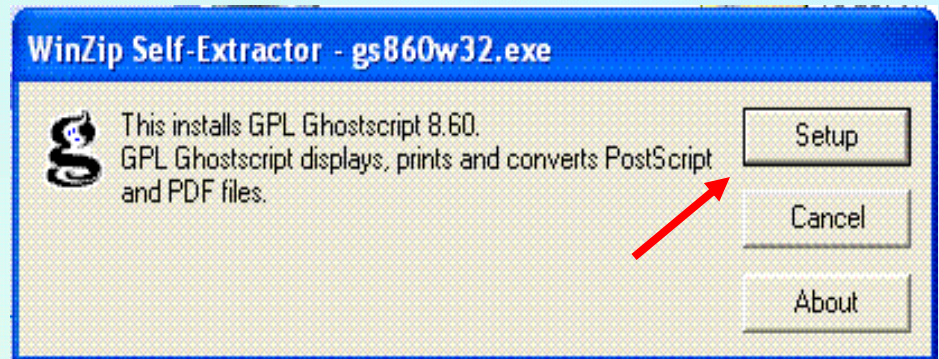 WinZip Self-Extractor - gs860w32.exe
This installs GPL Ghostscript 8.60.
GPL Ghostscript displays, prints and converts PostScript
and PDF files.
Setup
Cancel
About